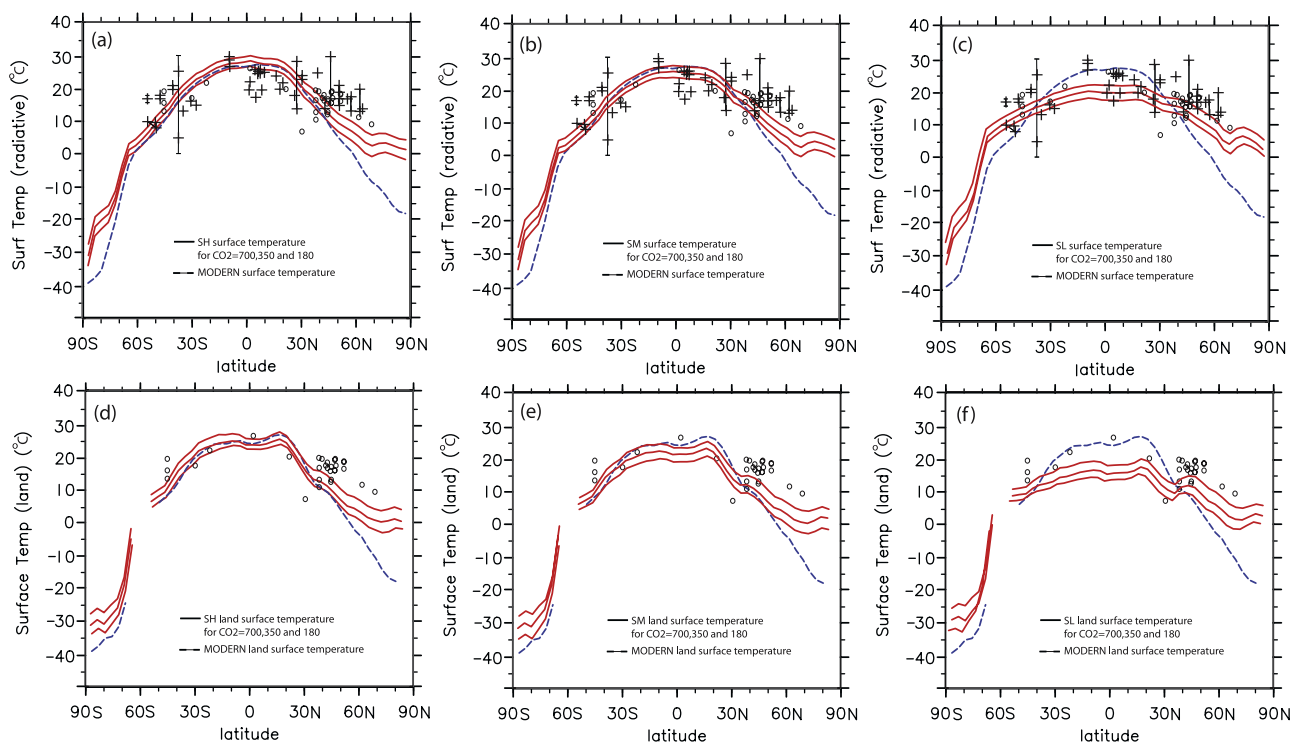 (a)
Surf Temp (radiative) (°C)
40
30
20
10
0
-10
-20
-30
-40
SH surface temperature
for CO2=700,350 and 180
MODERN surface temperature
90S 60S 30S 0 30N 60N 90N
latitude
(b)
Surf Temp (radiative) (°C)
40
30
20
10
0
-10
-20
-30
-40
SM surface temperature
for CO2=700,350 and 180
MODERN surface temperature
90S 60S 30S 0 30N 60N 90N
latitude
(c)
Surf Temp (radiative) (°C)
40
30
20
10
0
-10
-20
-30
-40
SL surface temperature
for CO2=700,350 and 180
MODERN surface temperature
90S 60S 30S 0 30N 60N 90N
latitude
(d)
Surface Temp (land) (°C)
40
30
20
10
0
-10
-20
-30
-40
SH land surface temperature
for CO2=700,350 and 180
MODERN land surface temperature
90S 60S 30S 0 30N 60N 90N
latitude
(e)
Surface Temp (land) (°C)
40
30
20
10
0
-10
-20
-30
-40
SM land surface temperature
for CO2=700,350 and 180
MODERN land surface temperature
90S 60S 30S 0 30N 60N 90N
latitude
(f)
Surface Temp (land) (°C)
40
30
20
10
0
-10
-20
-30
-40
SL land surface temperature
for CO2=700,350 and 180
MODERN land surface temperature
90S 60S 30S 0 30N 60N 90N
latitude